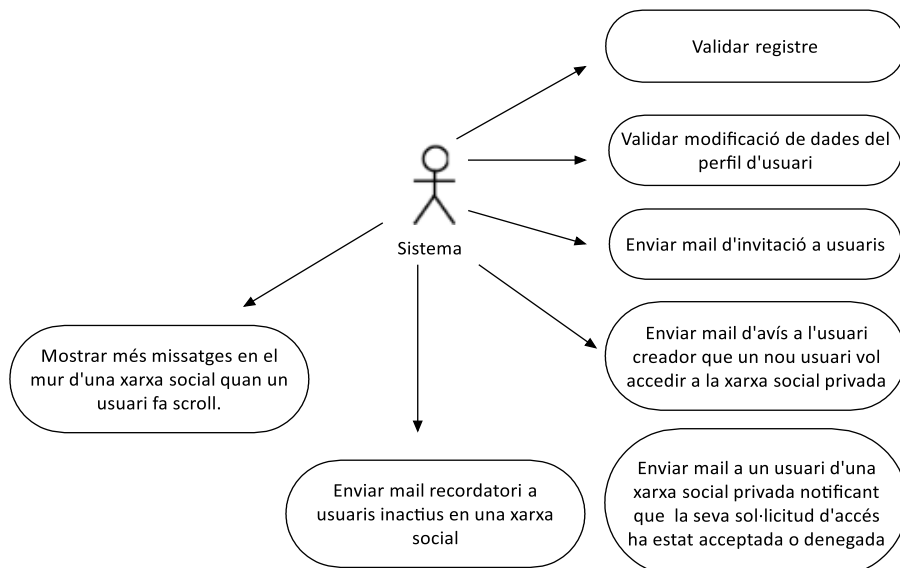 Validar registre
Validar modificació de dades del
perfil d'usuari
Enviar mail d'invitació a usuaris
Sistema
Enviar mail d'avís a l'usuari
creador que un nou usuari vol
accedir a la xarxa social privada
Mostrar més missatges en el
mur d'una xarxa social quan un
usuari fa scroll.
Enviar mail recordatori a
usuaris inactius en una xarxa
social
Enviar mail a un usuari d'una
xarxa social privada notificant
que la seva sol·licitud d'accés
ha estat acceptada o denegada